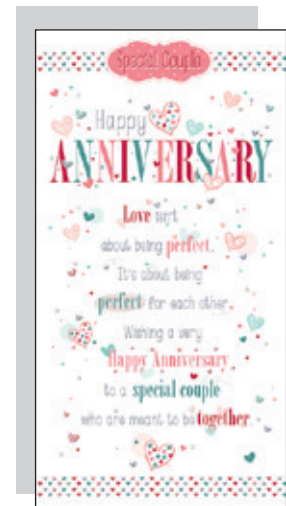 Special Couple
Happy
ANNIVERSARY
Love isn't
about being perfect.
It's about being
perfect for each other.
Wishing a very
Happy Anniversary
to a special couple
who are meant to be together